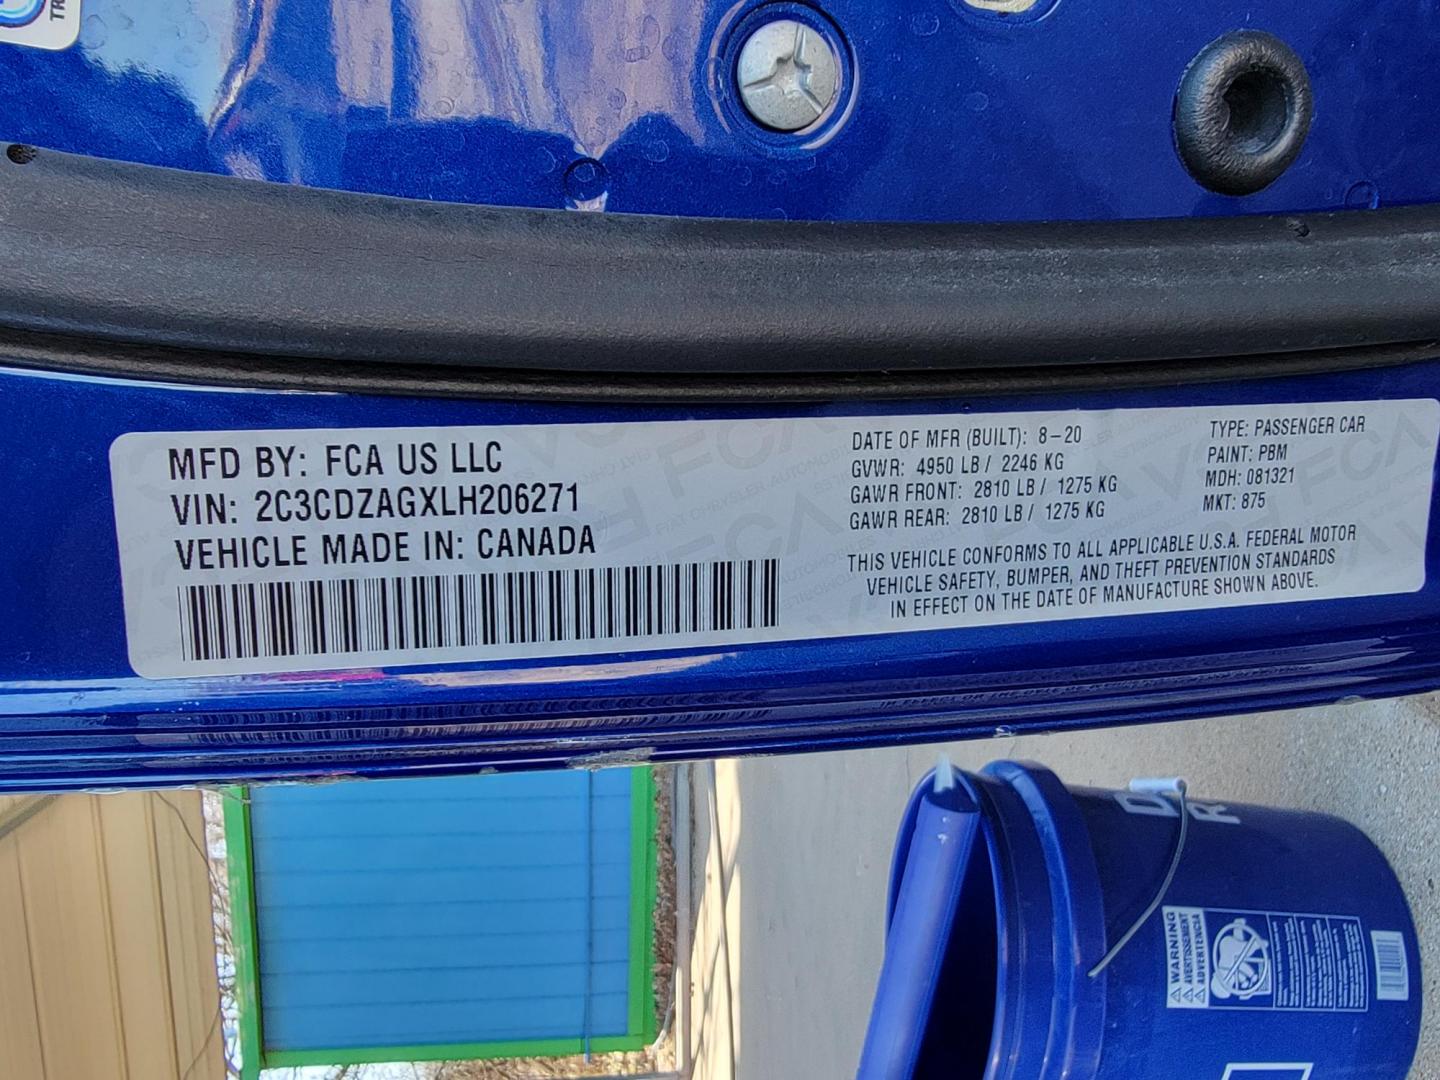 TR
MFD BY: FCA US LLC
VIN: 2C3CDZAGXLH206271
VEHICLE MADE IN: CANADA
DATE OF MFR (BUILT): 8-20
GVWR: 4950 LB / 2246 KG
GAWR FRONT: 2810 LB / 1275 KG
GAWR REAR: 2810 LB / 1275 KG
TYPE: PASSENGER CAR
PAINT: PBM
MDH: 081321
MKT: 875
THIS VEHICLE CONFORMS TO ALL APPLICABLE U.S.A. FEDERAL MOTOR
VEHICLE SAFETY, BUMPER, AND THEFT PREVENTION STANDARDS
IN EFFECT ON THE DATE OF MANUFACTURE SHOWN ABOVE.
D
R
WARNING
AVERTISSEMENT
ADVERTENCIA